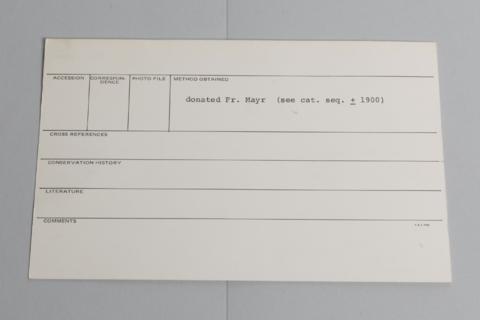 ACCESSION CORRESPON- PHOTO FILE METHOD OBTAINED
DENCE
donated Fr. Mayr (see cat. seq. ± 1900)
CROSS REFERENCES
CONSERVATION HISTORY
LITERATURE
COMMENTS